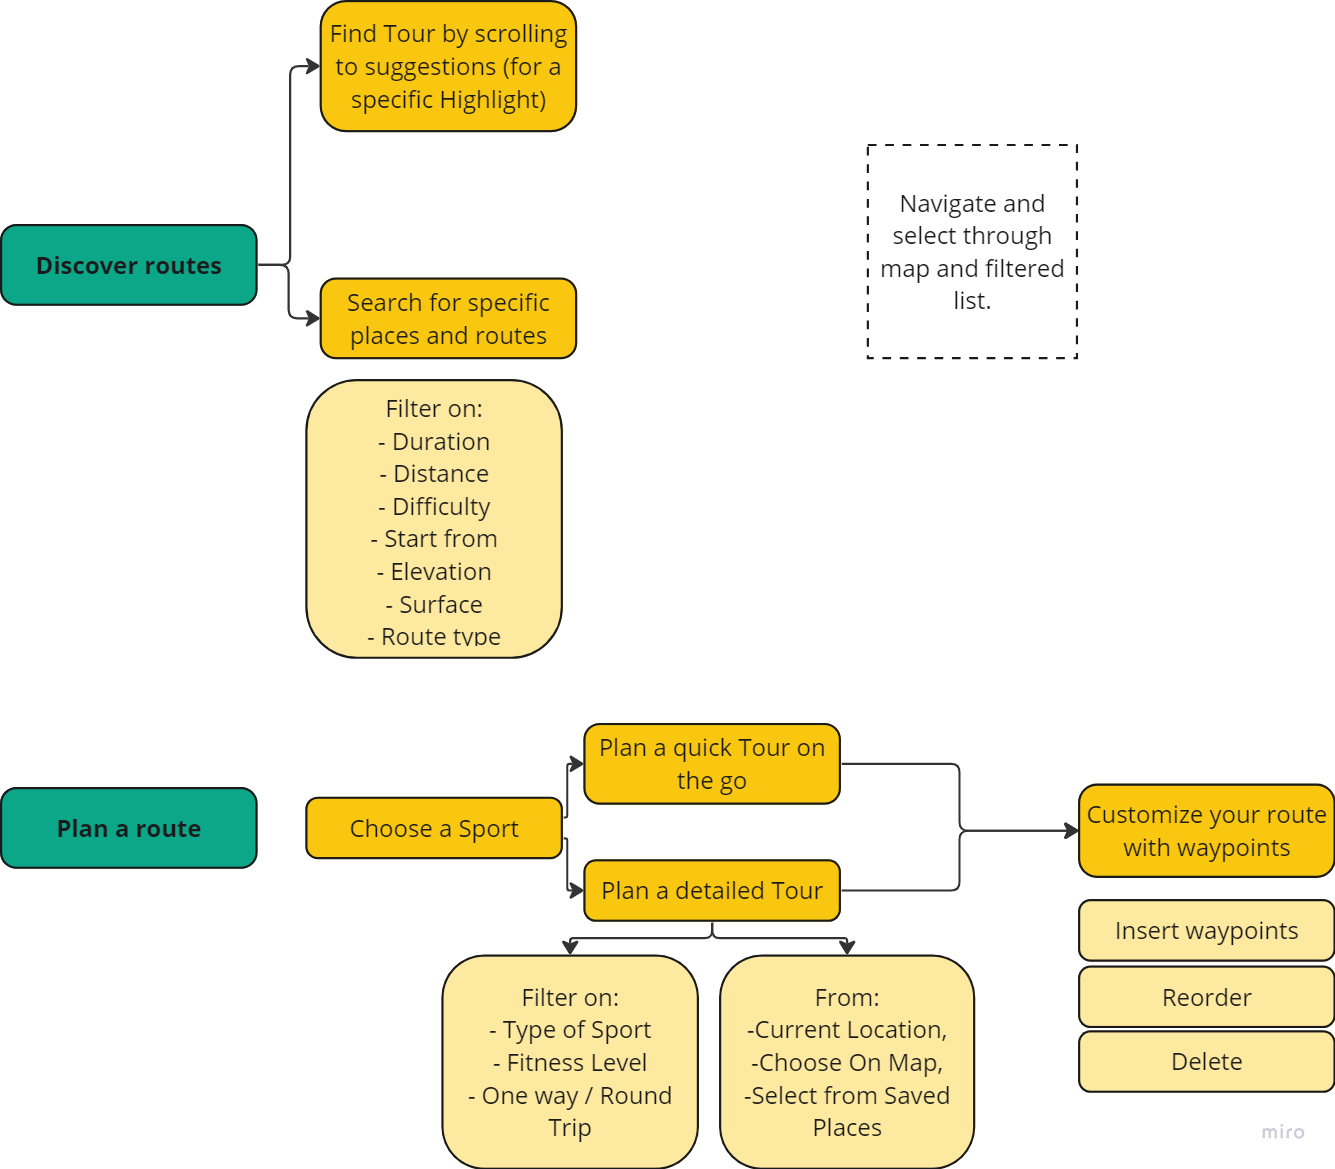 Find Tour by scrolling
to suggestions (for a
specific Highlight)
Navigate and
select through
map and filtered
list.
Discover routes
Search for specific
places and routes
Filter on:
- Duration
- Distance
- Difficulty
- Start from
- Elevation
- Surface
- Route type
Plan a quick Tour on
the go
Plan a route
Choose a Sport
Customize your route
with waypoints
Plan a detailed Tour
Insert waypoints
Reorder
Delete
Filter on:
- Type of Sport
- Fitness Level
- One way / Round
Trip
From:
-Current Location,
-Choose On Map,
-Select from Saved
Places
miro